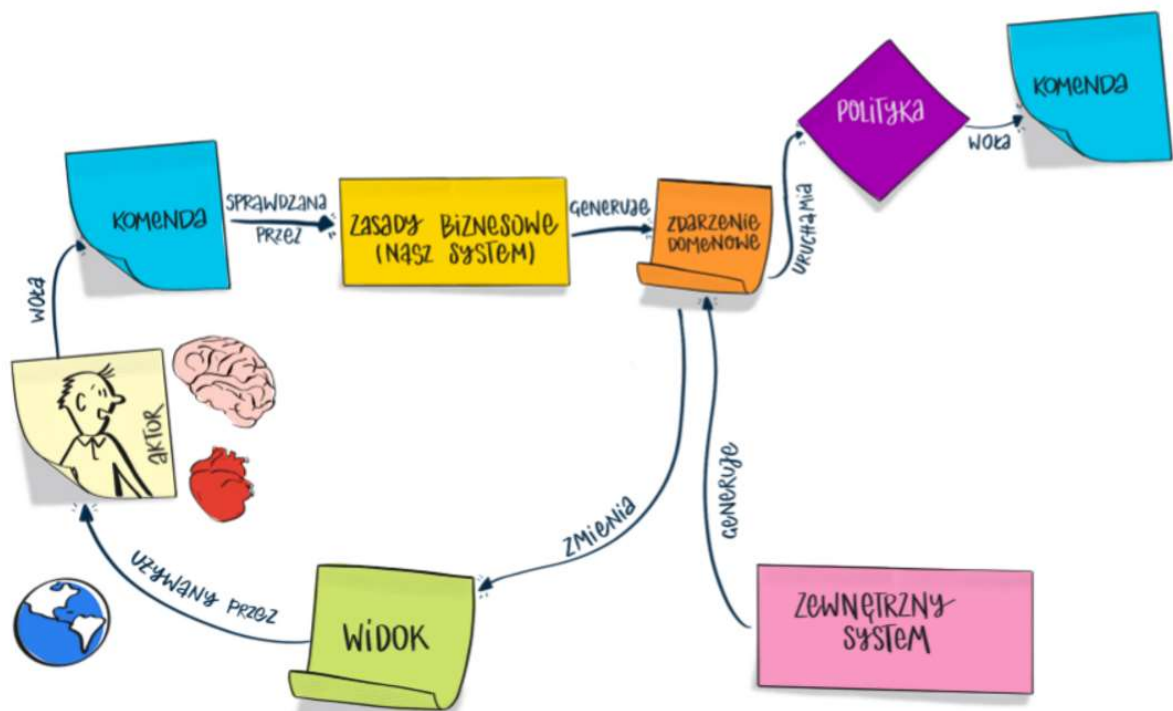 KOMENDA
POLITYKA
WOŁA
KOMENDA
SPRAWDZANA
PRZEZ
ZASADY BIZNESOWE
(NASZ SYSTEM)
GENERUJE
ZDARZENIE
DOMENOWE
URUCHAMIA
WOŁA
AKTOR
ZMIENIA
GENERUJE
UŻYWANY PRZEZ
WIDOK
ZEWNĘTRZNY
SYSTEM